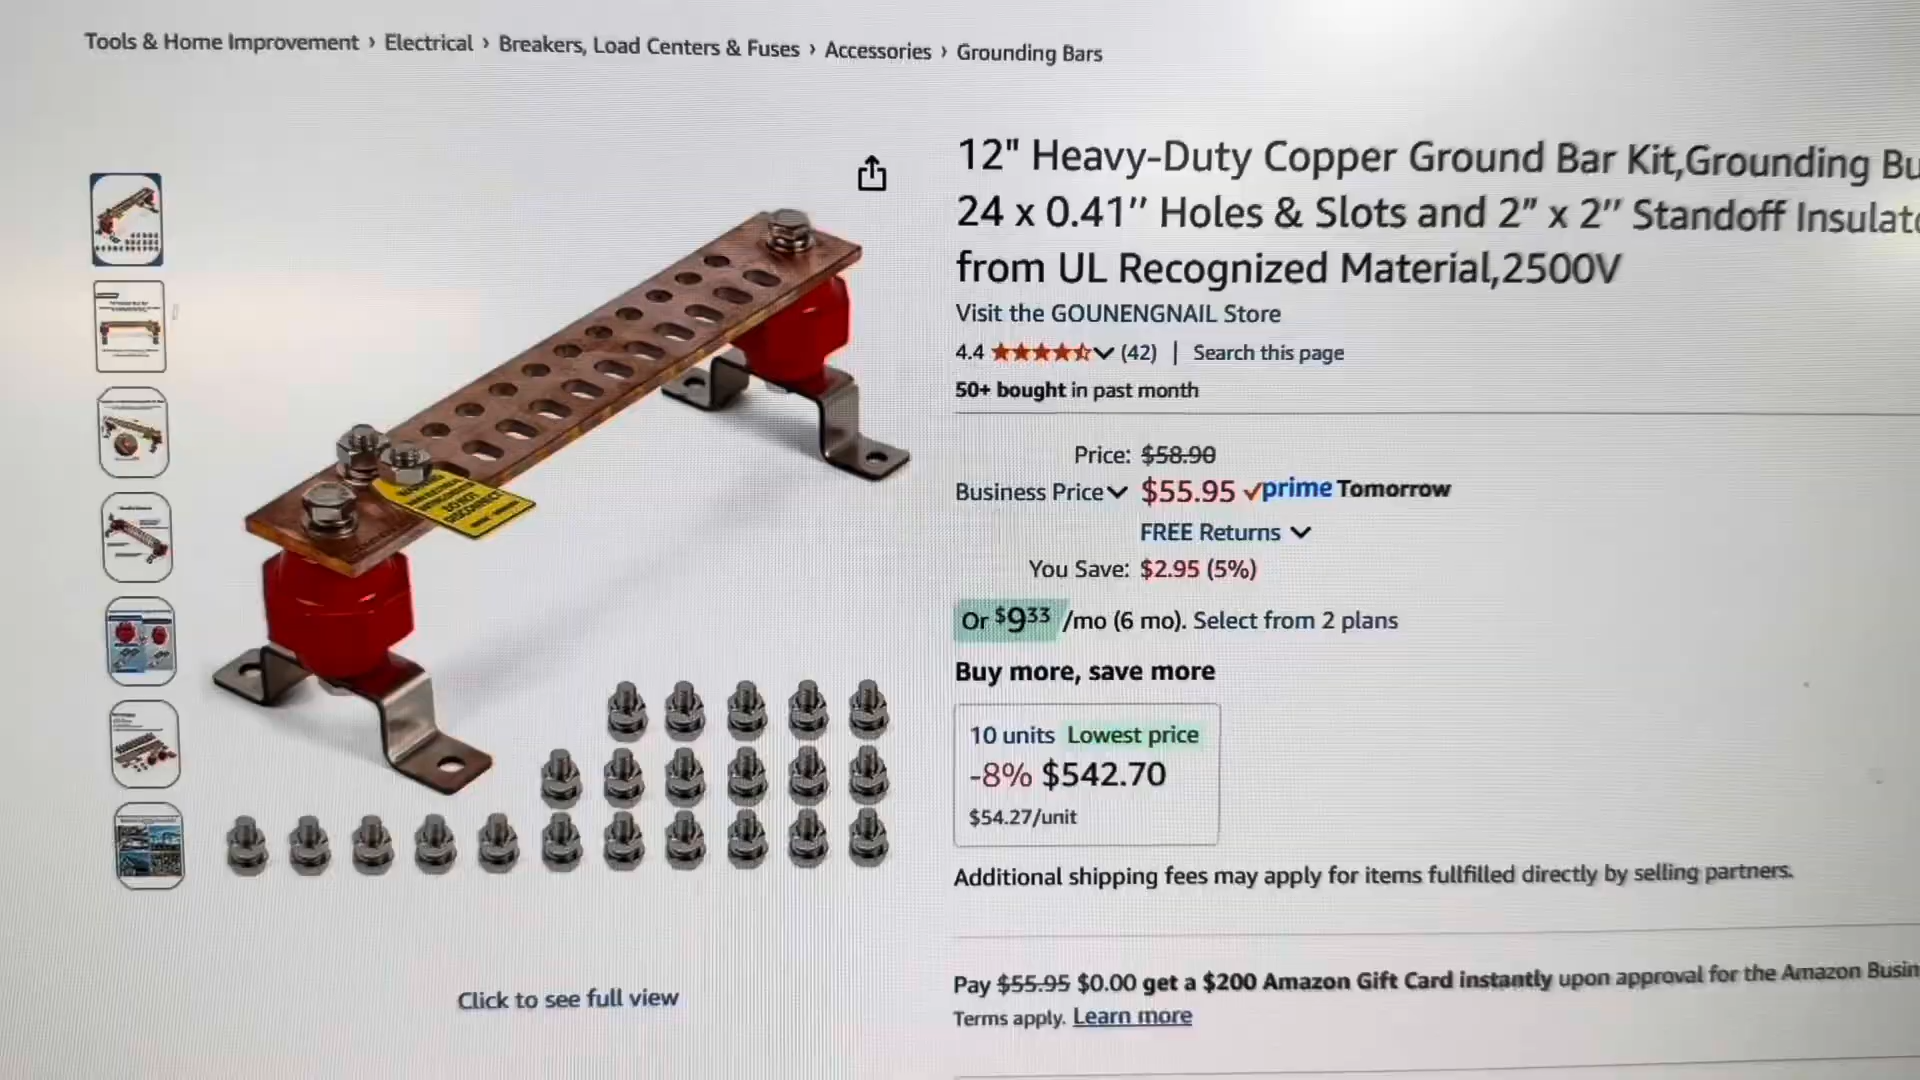 Tools & Home Improvement › Electrical › Breakers, Load Centers & Fuses › Accessories › Grounding Bars
12" Heavy-Duty Copper Ground Bar Kit,Grounding Bu
24 x 0.41’’ Holes & Slots and 2” x 2’’ Standoff Insulato
from UL Recognized Material,2500V
Visit the GOUNENGNAIL Store
4.4 (42) | Search this page
50+ bought in past month
Price: $58.90
Business Price $55.95 prime Tomorrow
FREE Returns
You Save: $2.95 (5%)
Or $933 /mo (6 mo). Select from 2 plans
Buy more, save more
10 units Lowest price
-8% $542.70
$54.27/unit
Additional shipping fees may apply for items fullfilled directly by selling partners.
Pay $55.95 $0.00 get a $200 Amazon Gift Card instantly upon approval for the Amazon Busin
Terms apply. Learn more
WARNING
DO NOT
DISCONNECT
Click to see full view